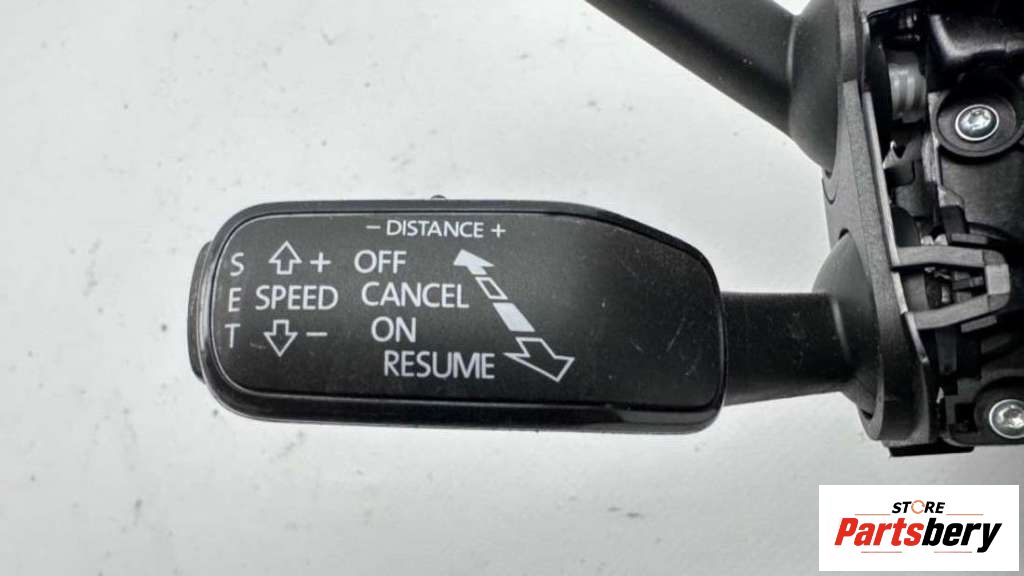 − DISTANCE +
S + OFF
E SPEED CANCEL
T − ON
RESUME
STORE
Partsbery